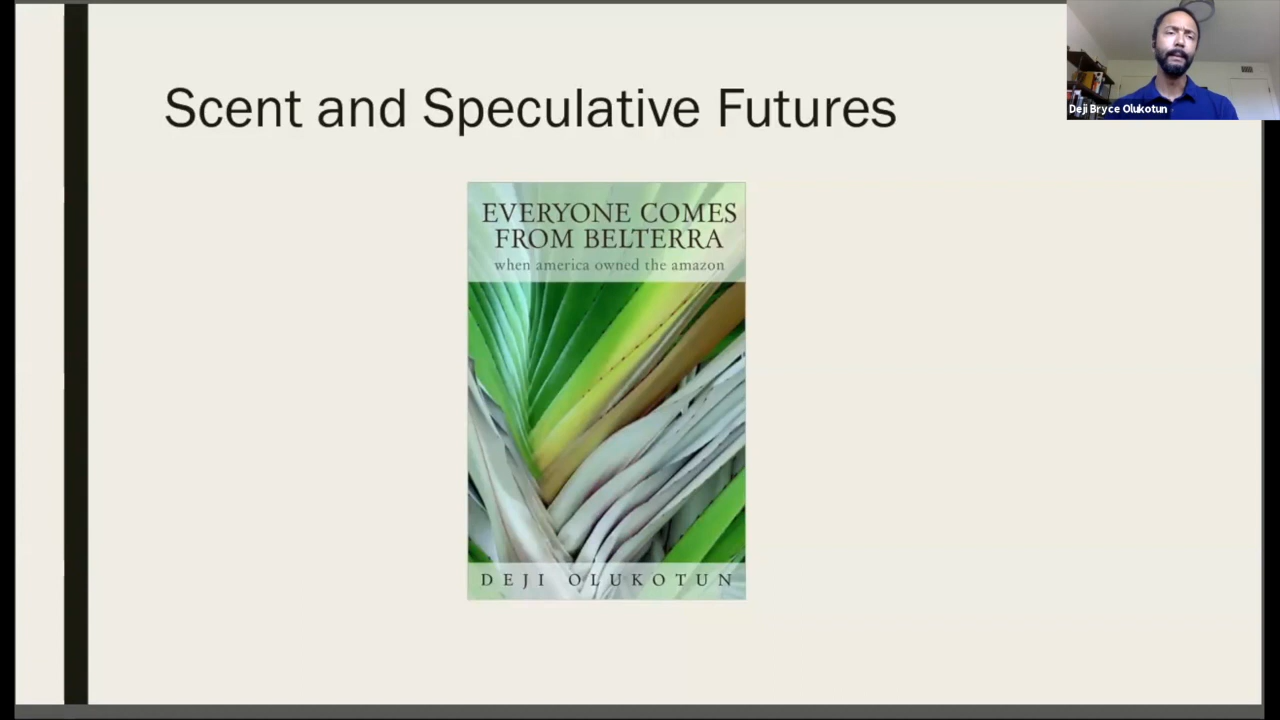 Scent and Speculative Futures
Deji Bryce Olukotun
EVERYONE COMES
FROM BELTERRA
when america owned the amazon
DEJI OLUKOTUN